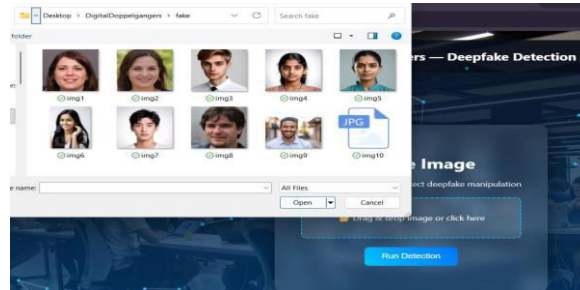 Desktop > DigitalDoppelgangers > fake
Search fake
folder
ers — Deepfake Detection
img1
img2
img3
img4
img5
JPG
img6
img7
img8
img9
img10
e Image
ect deepfake manipulation
e name:
All Files
Open
Cancel
Drag & drop image or click here
Run Detection